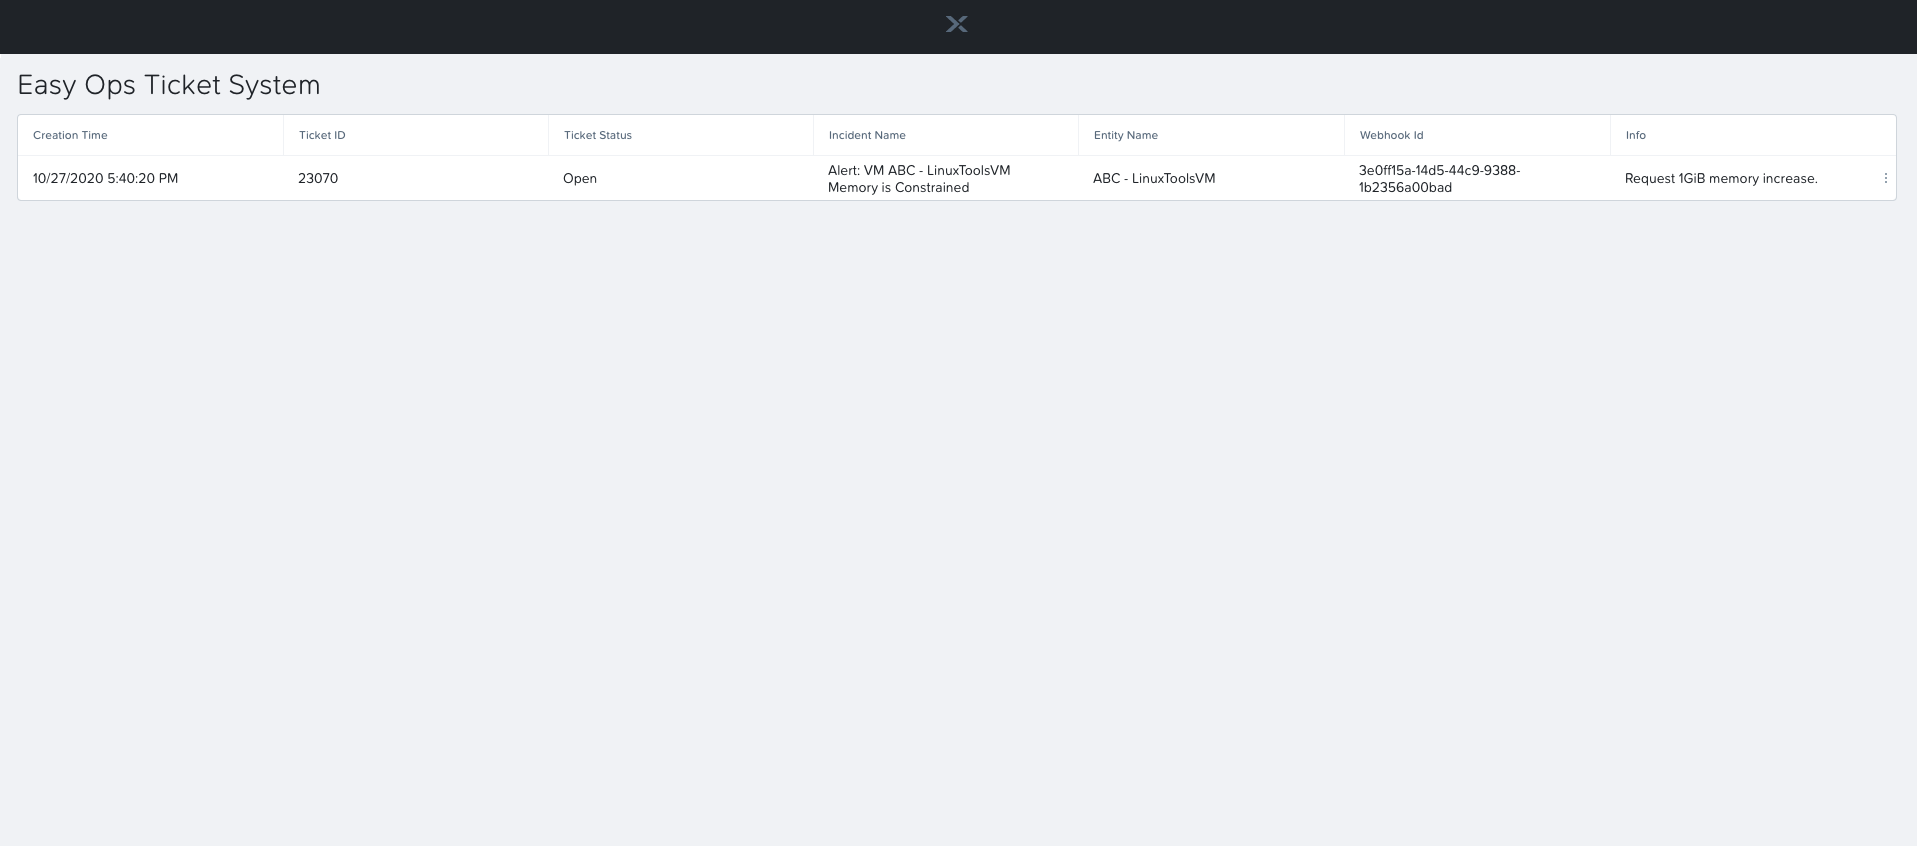 Easy Ops Ticket System
Creation Time Ticket ID Ticket Status Incident Name Entity Name Webhook Id Info
10/27/2020 5:40:20 PM 23070 Open Alert: VM ABC - LinuxToolsVM ABC - LinuxToolsVM 3e0ff15a-14d5-44c9-9388- Request 1GiB memory increase.
Memory is Constrained 1b2356a00bad